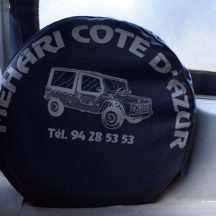 MEHARI COTE D'AZUR
Tél. 94 28 53 53